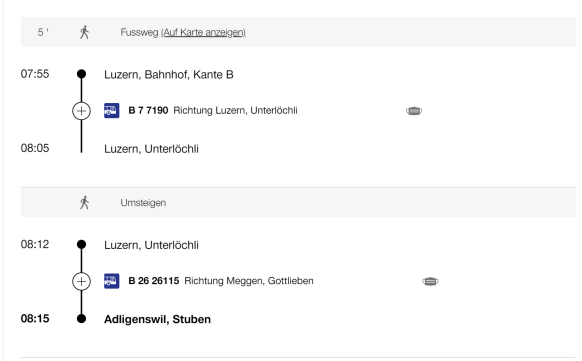 5 ' Fussweg (Auf Karte anzeigen)
07:55 Luzern, Bahnhof, Kante B
B 7 7190 Richtung Luzern, Unterlöchli
08:05 Luzern, Unterlöchli
Umsteigen
08:12 Luzern, Unterlöchli
B 26 26115 Richtung Meggen, Gottlieben
08:15 Adligenswil, Stuben